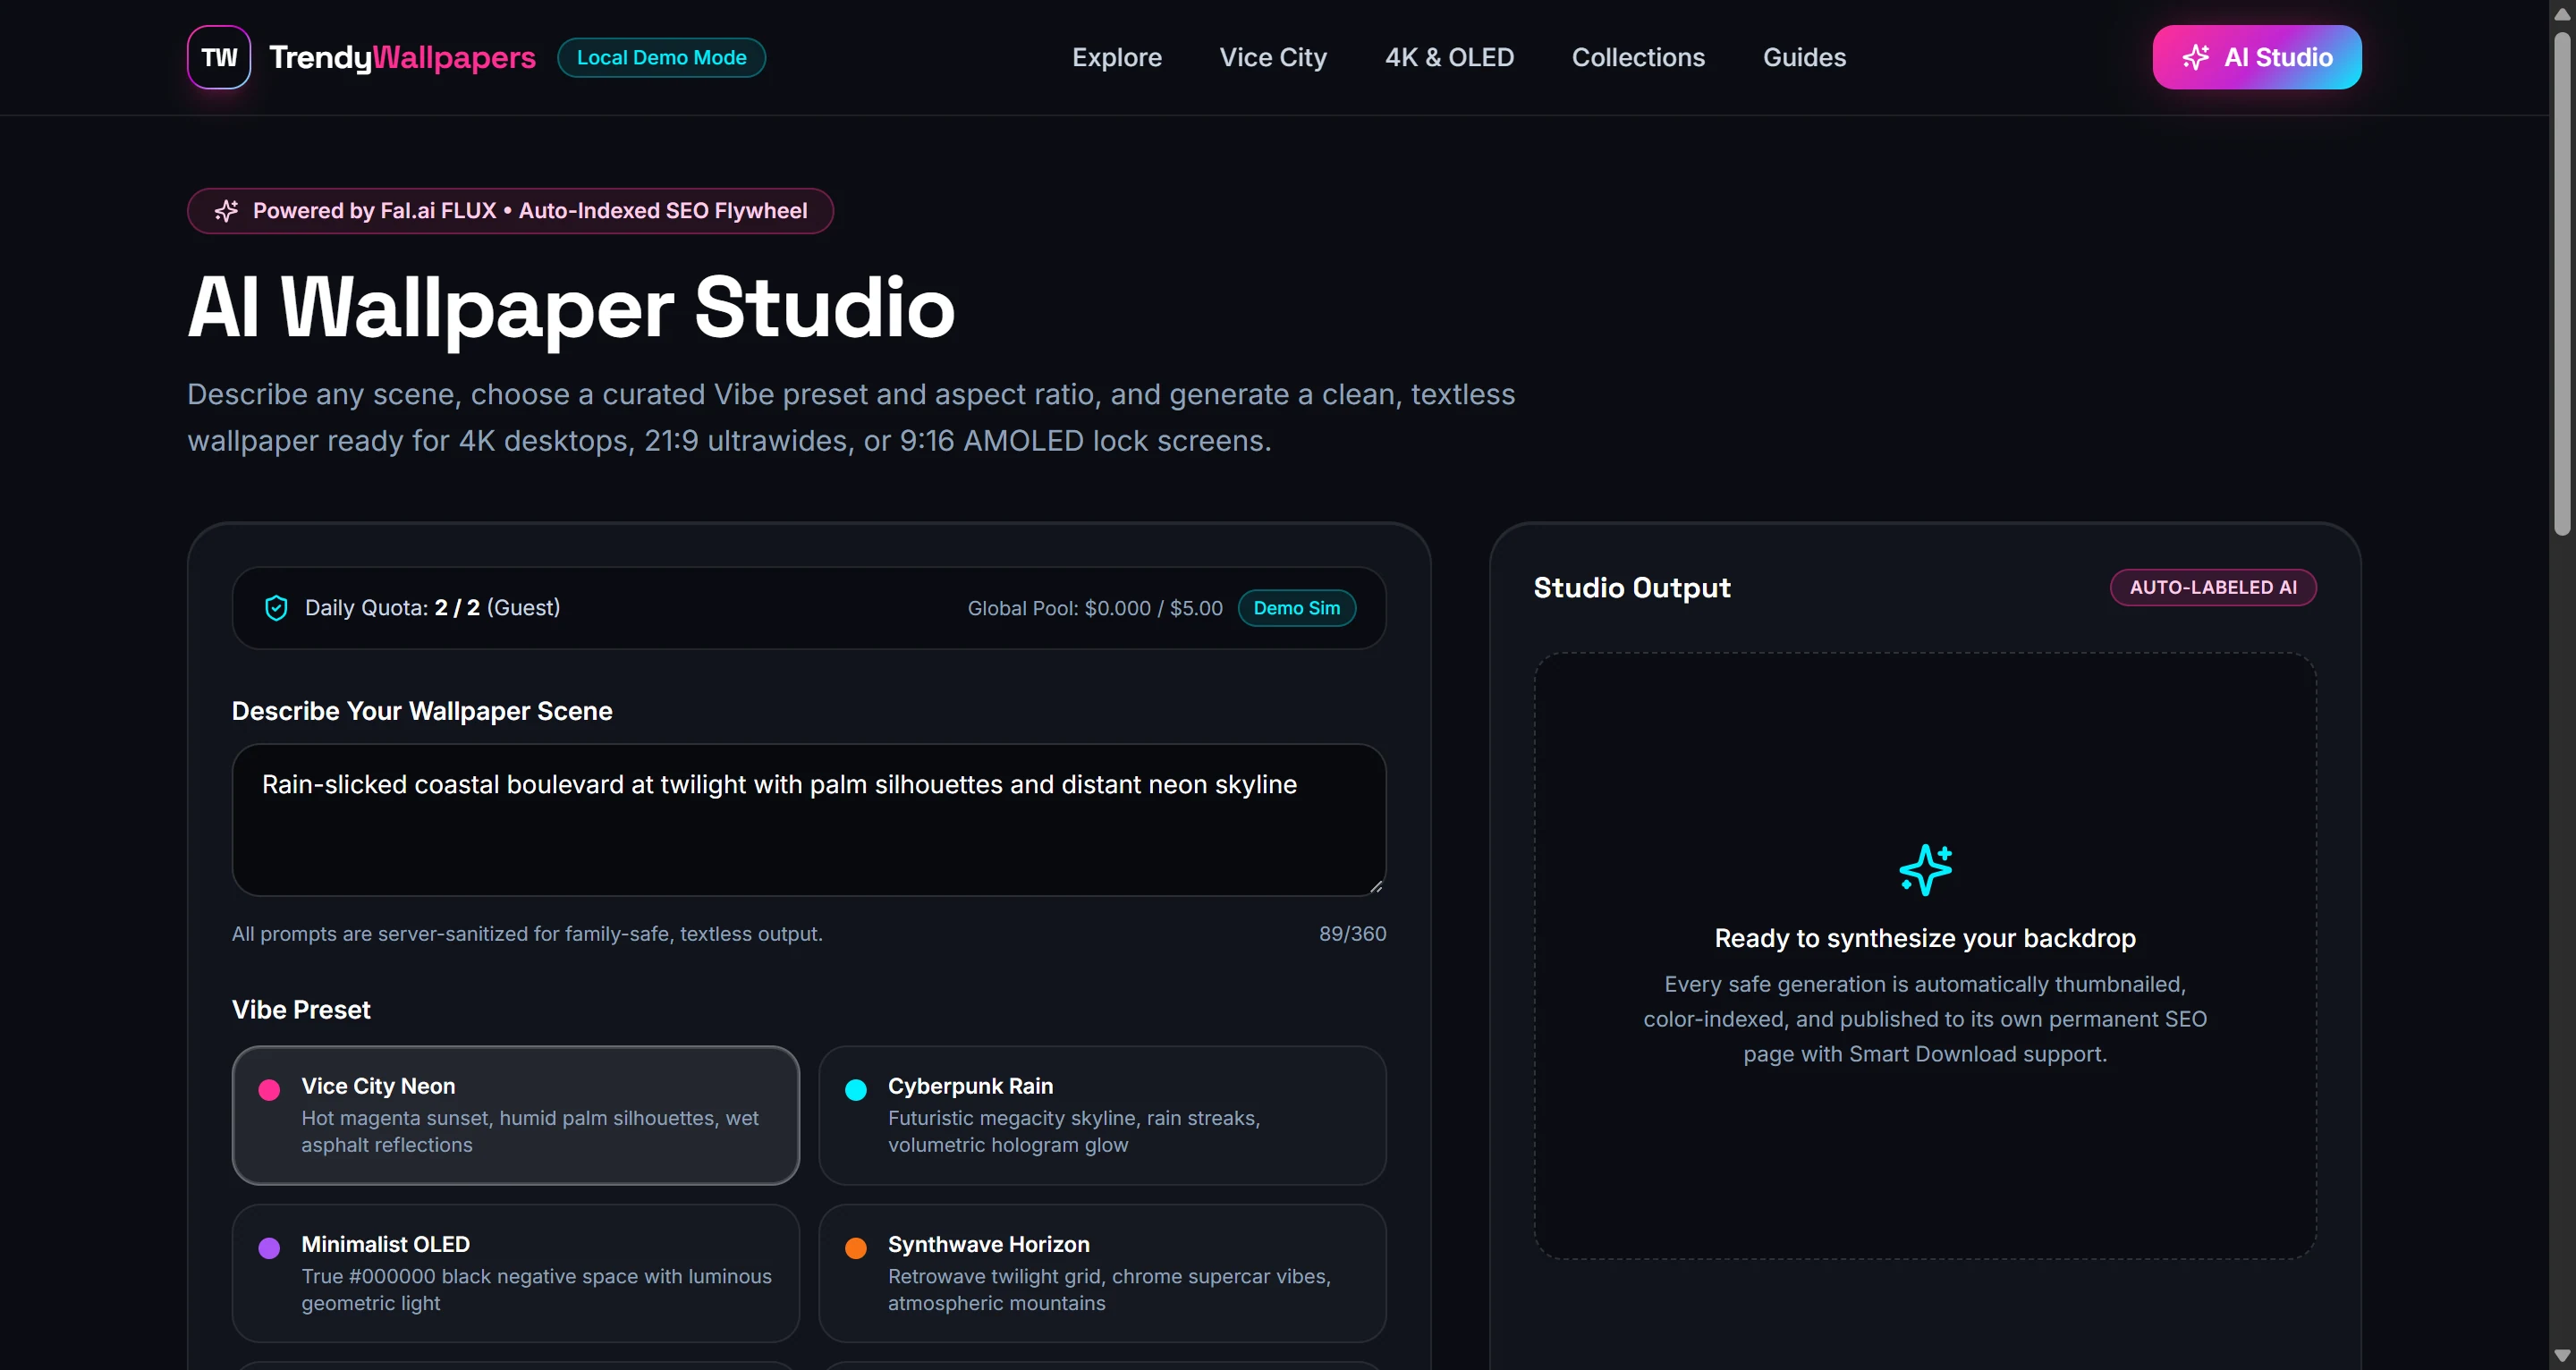 TW TrendyWallpapers Local Demo Mode Explore Vice City 4K & OLED Collections Guides AI Studio
Powered by Fal.ai FLUX • Auto-Indexed SEO Flywheel
AI Wallpaper Studio
Describe any scene, choose a curated Vibe preset and aspect ratio, and generate a clean, textless
wallpaper ready for 4K desktops, 21:9 ultrawides, or 9:16 AMOLED lock screens.
Daily Quota: 2 / 2 (Guest) Global Pool: $0.000 / $5.00 Demo Sim
Describe Your Wallpaper Scene
Rain-slicked coastal boulevard at twilight with palm silhouettes and distant neon skyline
All prompts are server-sanitized for family-safe, textless output. 89/360
Vibe Preset
Vice City Neon
Hot magenta sunset, humid palm silhouettes, wet
asphalt reflections
Cyberpunk Rain
Futuristic megacity skyline, rain streaks,
volumetric hologram glow
Minimalist OLED
True #000000 black negative space with luminous
geometric light
Synthwave Horizon
Retrowave twilight grid, chrome supercar vibes,
atmospheric mountains
Studio Output AUTO-LABELED AI
Ready to synthesize your backdrop
Every safe generation is automatically thumbnailed,
color-indexed, and published to its own permanent SEO
page with Smart Download support.